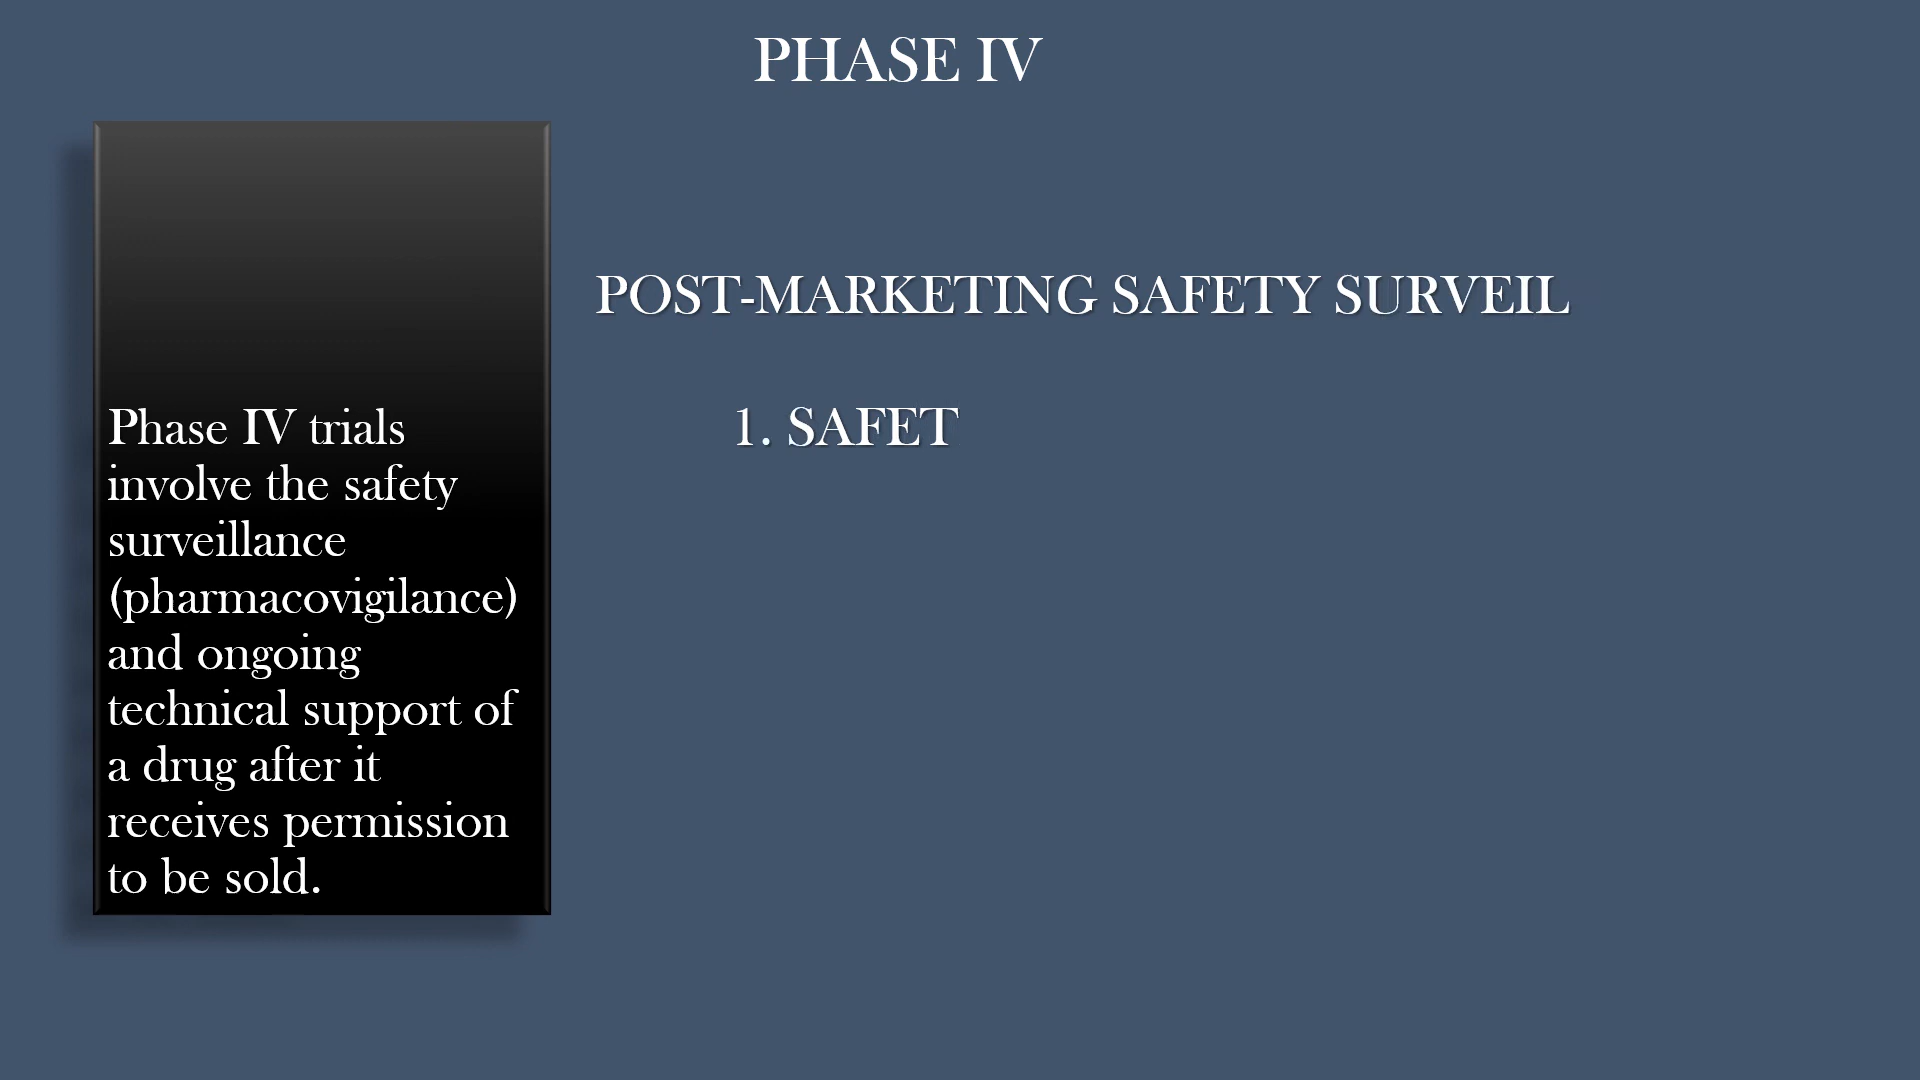 PHASE IV
Phase IV trials
involve the safety
surveillance
(pharmacovigilance)
and ongoing
technical support of
a drug after it
receives permission
to be sold.
POST-MARKETING SAFETY SURVEIL
1. SAFET